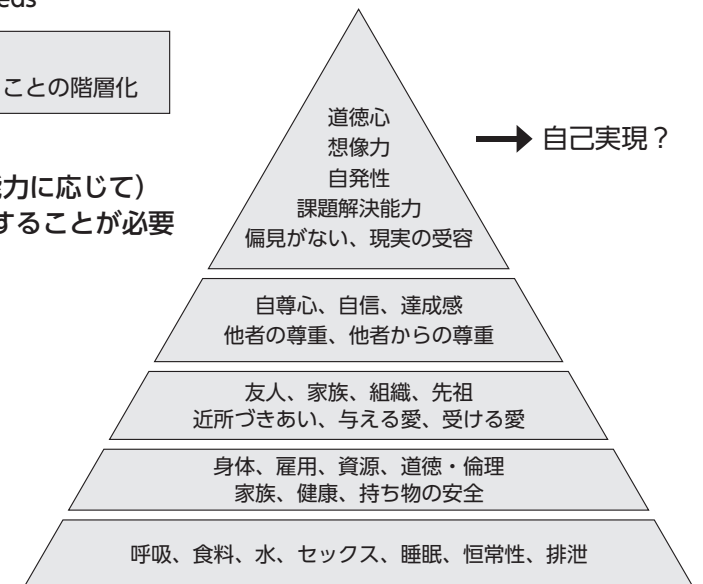 ことの階層化
力に応じて）
することが必要
道徳心
想像力
自発性
課題解決能力
偏見がない、現実の受容
自己実現？
自尊心、自信、達成感
他者の尊重、他者からの尊重
友人、家族、組織、先祖
近所づきあい、与える愛、受ける愛
身体、雇用、資源、道徳・倫理
家族、健康、持ち物の安全
呼吸、食料、水、セックス、睡眠、恒常性、排泄